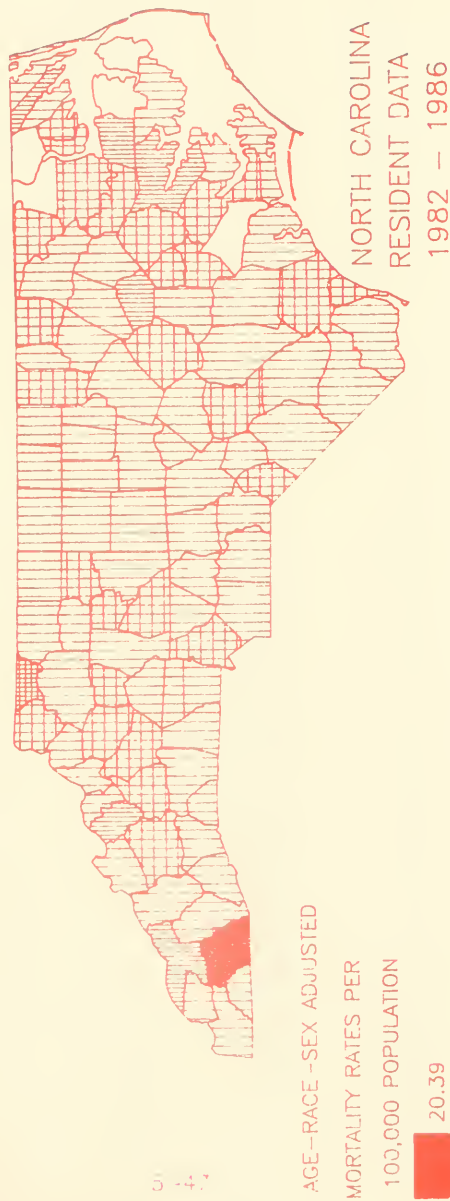 NORTH CAROLINA
RESIDENT DATA
1982 – 1986
AGE–RACE–SEX ADJUSTED
MORTALITY RATES PER
100,000 POPULATION
20.39